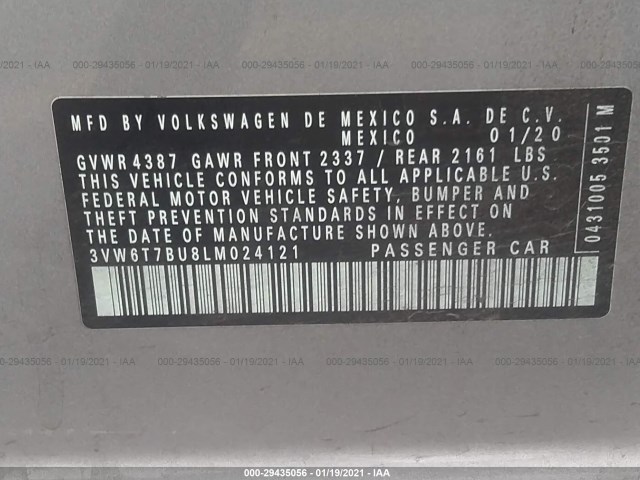 MFD BY VOLKSWAGEN DE MEXICO S.A. DE C.V.
MEXICO 01/20
GVWR 4387 GAWR FRONT 2337 / REAR 2161 LBS
THIS VEHICLE CONFORMS TO ALL APPLICABLE U.S.
FEDERAL MOTOR VEHICLE SAFETY, BUMPER AND
THEFT PREVENTION STANDARDS IN EFFECT ON
THE DATE OF MANUFACTURE SHOWN ABOVE.
3VW6T7BU8LM024121 PASSENGER CAR
0431005 3501 M
000-29435056 - 01/19/2021 - IAA